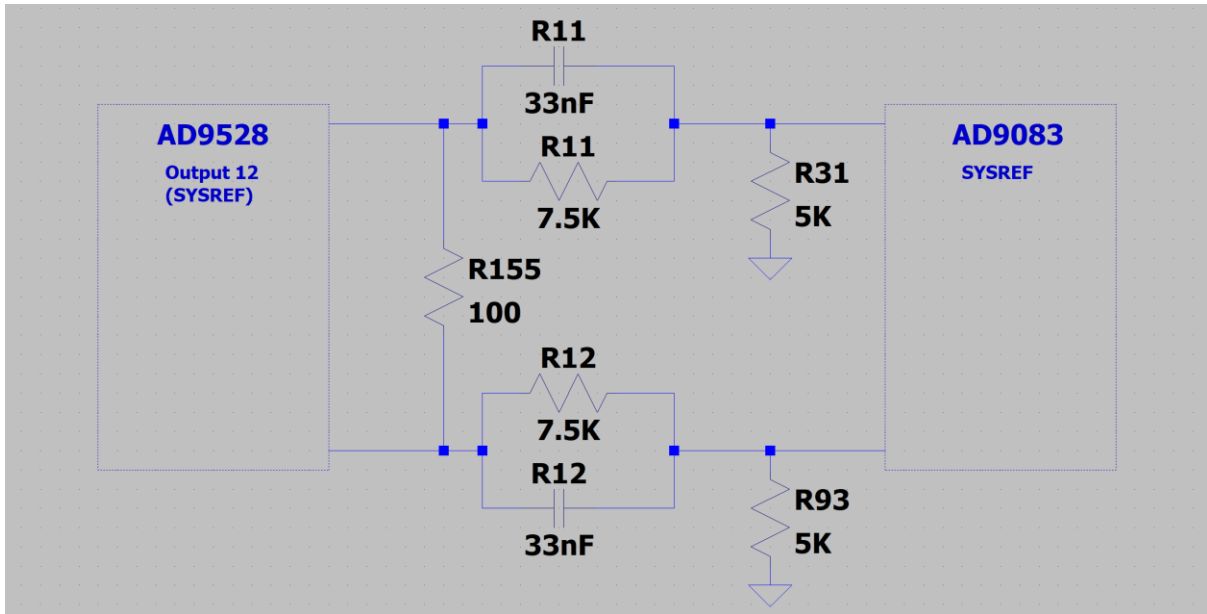 R11
33nF
AD9528
Output 12
(SYSREF)
R11
7.5K
AD9083
SYSREF
R31
5K
R155
100
R12
7.5K
R12
33nF
R93
5K